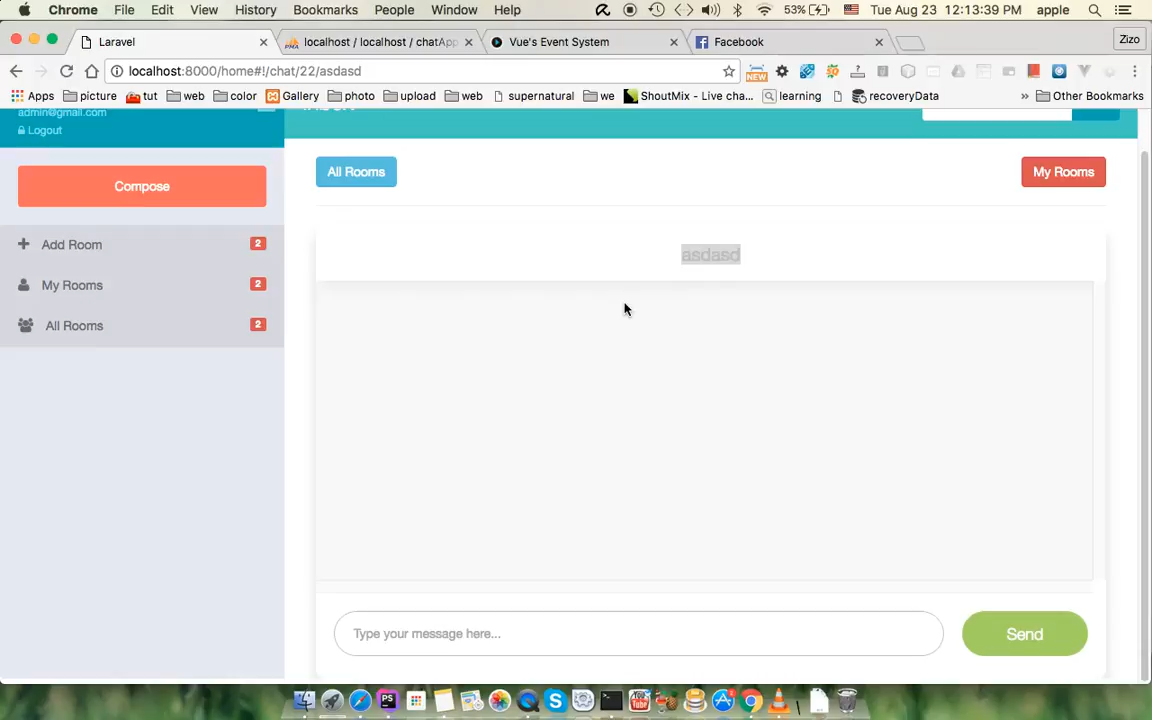 Chrome File Edit View History Bookmarks People Window Help 53% Tue Aug 23 12:13:39 PM apple
Laravel localhost / localhost / chatApp Vue's Event System Facebook Zizo
localhost:8000/home#!/chat/22/asdasd NEW
Apps picture tut web color Gallery photo upload web supernatural we ShoutMix - Live cha... learning recoveryData » Other Bookmarks
admin@gmail.com
Logout
All Rooms My Rooms
Compose
Add Room 2
My Rooms 2
All Rooms 2
asdasd
Type your message here... Send